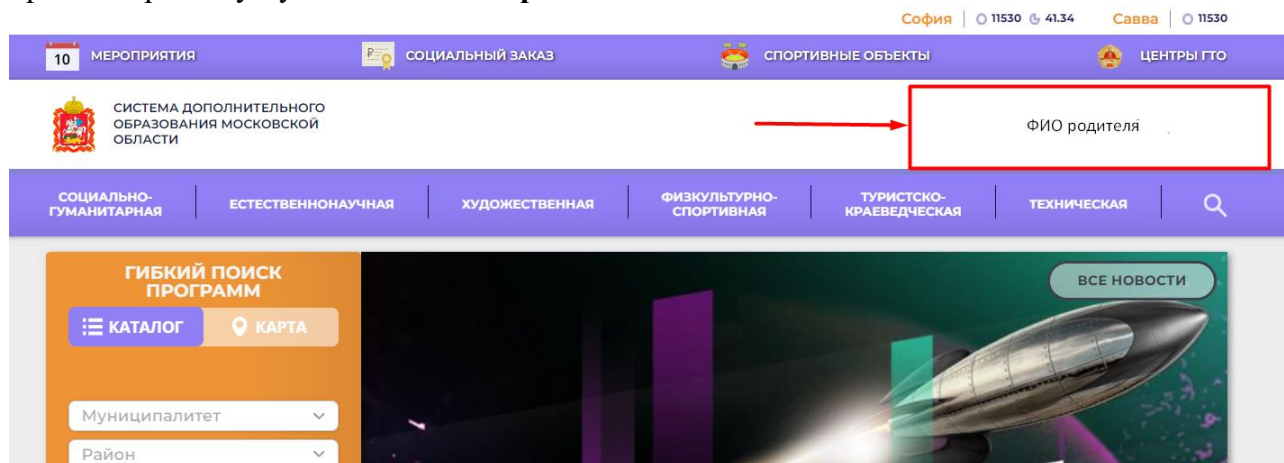 София 11530 41.34 Савва 11530
10 МЕРОПРИЯТИЯ СОЦИАЛЬНЫЙ ЗАКАЗ СПОРТИВНЫЕ ОБЪЕКТЫ ЦЕНТРЫ ГТО
СИСТЕМА ДОПОЛНИТЕЛЬНОГО
ОБРАЗОВАНИЯ МОСКОВСКОЙ
ОБЛАСТИ
ФИО родителя
СОЦИАЛЬНО-
ГУМАНИТАРНАЯ
ЕСТЕСТВЕННОНАУЧНАЯ
ХУДОЖЕСТВЕННАЯ
ФИЗКУЛЬТУРНО-
СПОРТИВНАЯ
ТУРИСТСКО-
КРАЕВЕДЧЕСКАЯ
ТЕХНИЧЕСКАЯ
ГИБКИЙ ПОИСК
ПРОГРАММ
КАТАЛОГ КАРТА
Муниципалитет
Район
ВСЕ НОВОСТИ